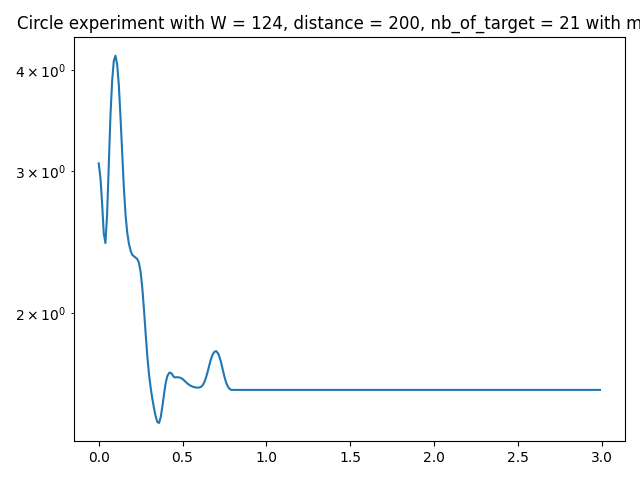 Circle experiment with W = 124, distance = 200, nb_of_target = 21 with m
4 × 10⁰
3 × 10⁰
2 × 10⁰
0.0 0.5 1.0 1.5 2.0 2.5 3.0